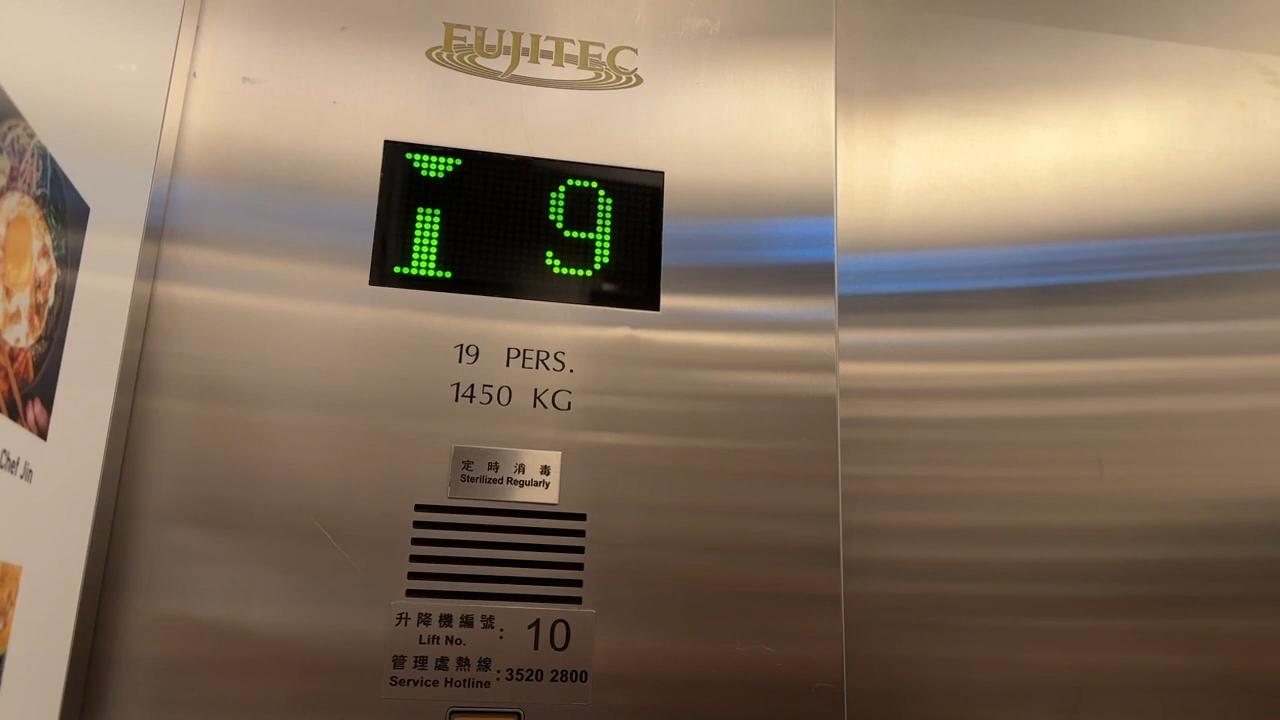 FUJITEC
9
19 PERS.
1450 KG
定時消毒
Sterilized Regularly
升降機編號 : 10
Lift No.
管理處熱線 : 3520 2800
Service Hotline
Chef Jin